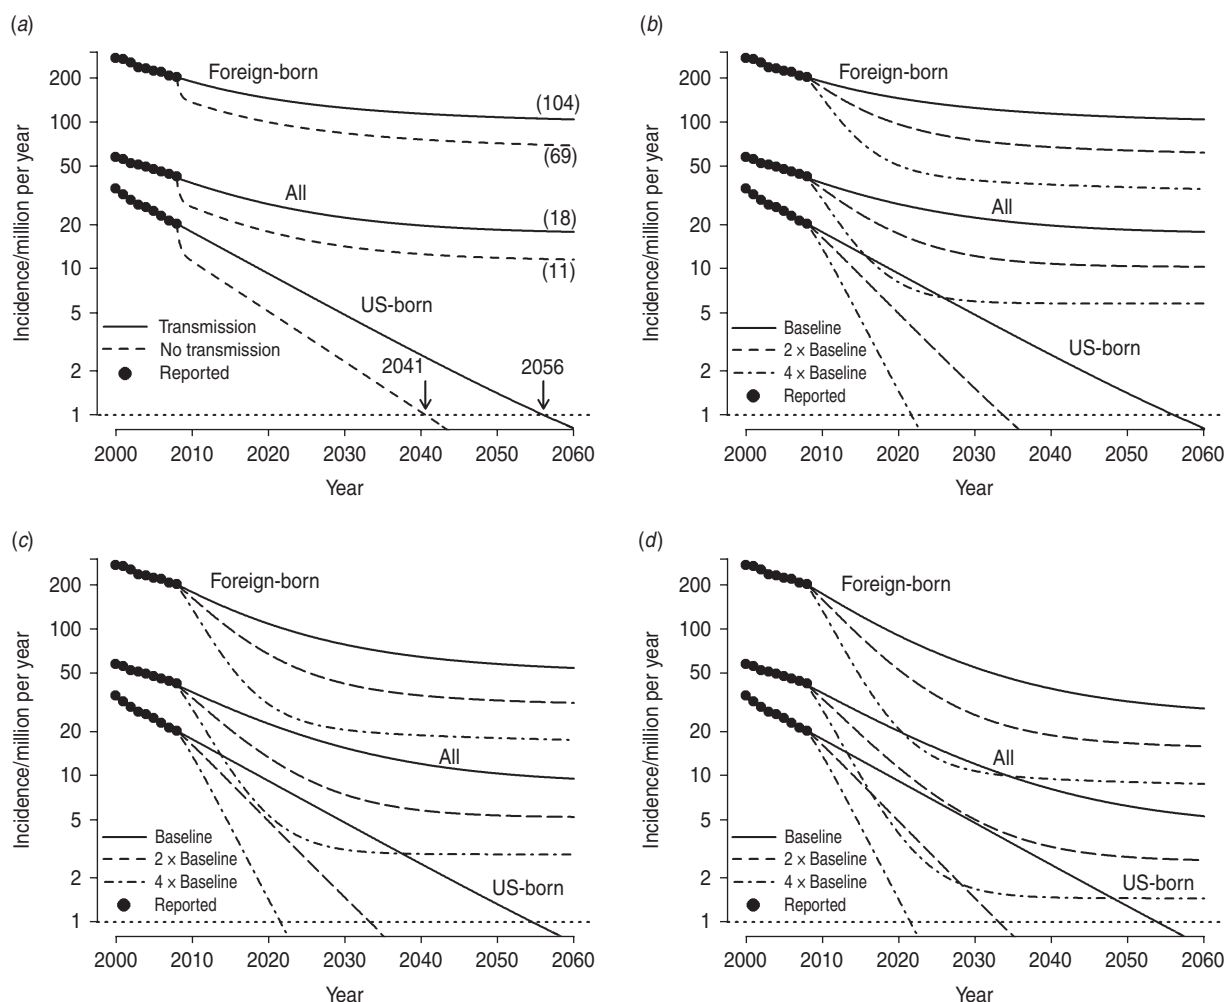 (a)
Incidence/million per year
200
100
50
20
10
5
2
1
Foreign-born
(104)
(69)
All
(18)
(11)
US-born
Transmission
No transmission
Reported
2041
2056
2000 2010 2020 2030 2040 2050 2060
Year
(b)
Incidence/million per year
200
100
50
20
10
5
2
1
Foreign-born
All
US-born
Baseline
2 × Baseline
4 × Baseline
Reported
2000 2010 2020 2030 2040 2050 2060
Year
(c)
Incidence/million per year
200
100
50
20
10
5
2
1
Foreign-born
All
US-born
Baseline
2 × Baseline
4 × Baseline
Reported
2000 2010 2020 2030 2040 2050 2060
Year
(d)
Incidence/million per year
200
100
50
20
10
5
2
1
Foreign-born
All
US-born
Baseline
2 × Baseline
4 × Baseline
Reported
2000 2010 2020 2030 2040 2050 2060
Year